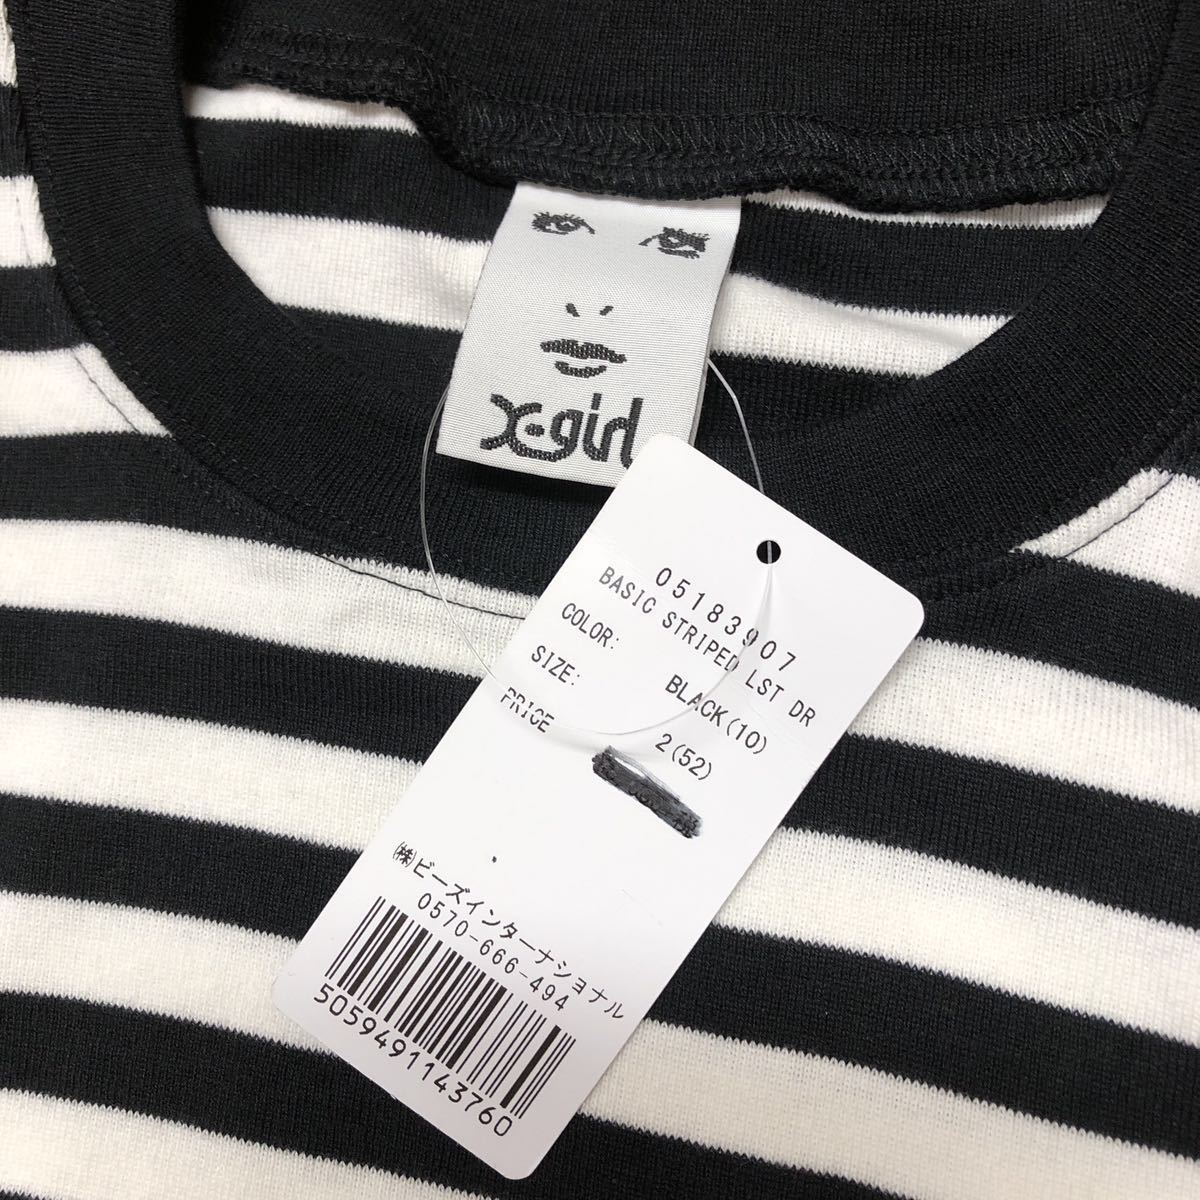 X-girl
05183907
BASIC STRIPED LST DR
COLOR: BLACK(10)
SIZE: 2(52)
PRICE
(株)ビーズインターナショナル
0570-666-494
5059491143760